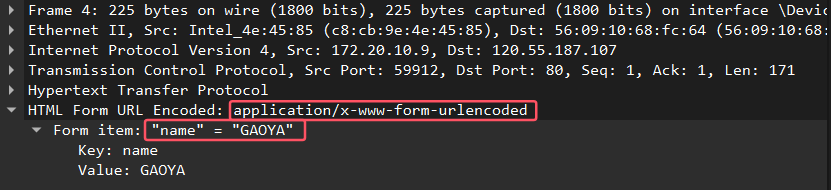 Frame 4: 225 bytes on wire (1800 bits), 225 bytes captured (1800 bits) on interface \Devic
Ethernet II, Src: Intel_4e:45:85 (c8:cb:9e:4e:45:85), Dst: 56:09:10:68:fc:64 (56:09:10:68:
Internet Protocol Version 4, Src: 172.20.10.9, Dst: 120.55.187.107
Transmission Control Protocol, Src Port: 59912, Dst Port: 80, Seq: 1, Ack: 1, Len: 171
Hypertext Transfer Protocol
HTML Form URL Encoded: application/x-www-form-urlencoded
Form item: "name" = "GAOYA"
Key: name
Value: GAOYA